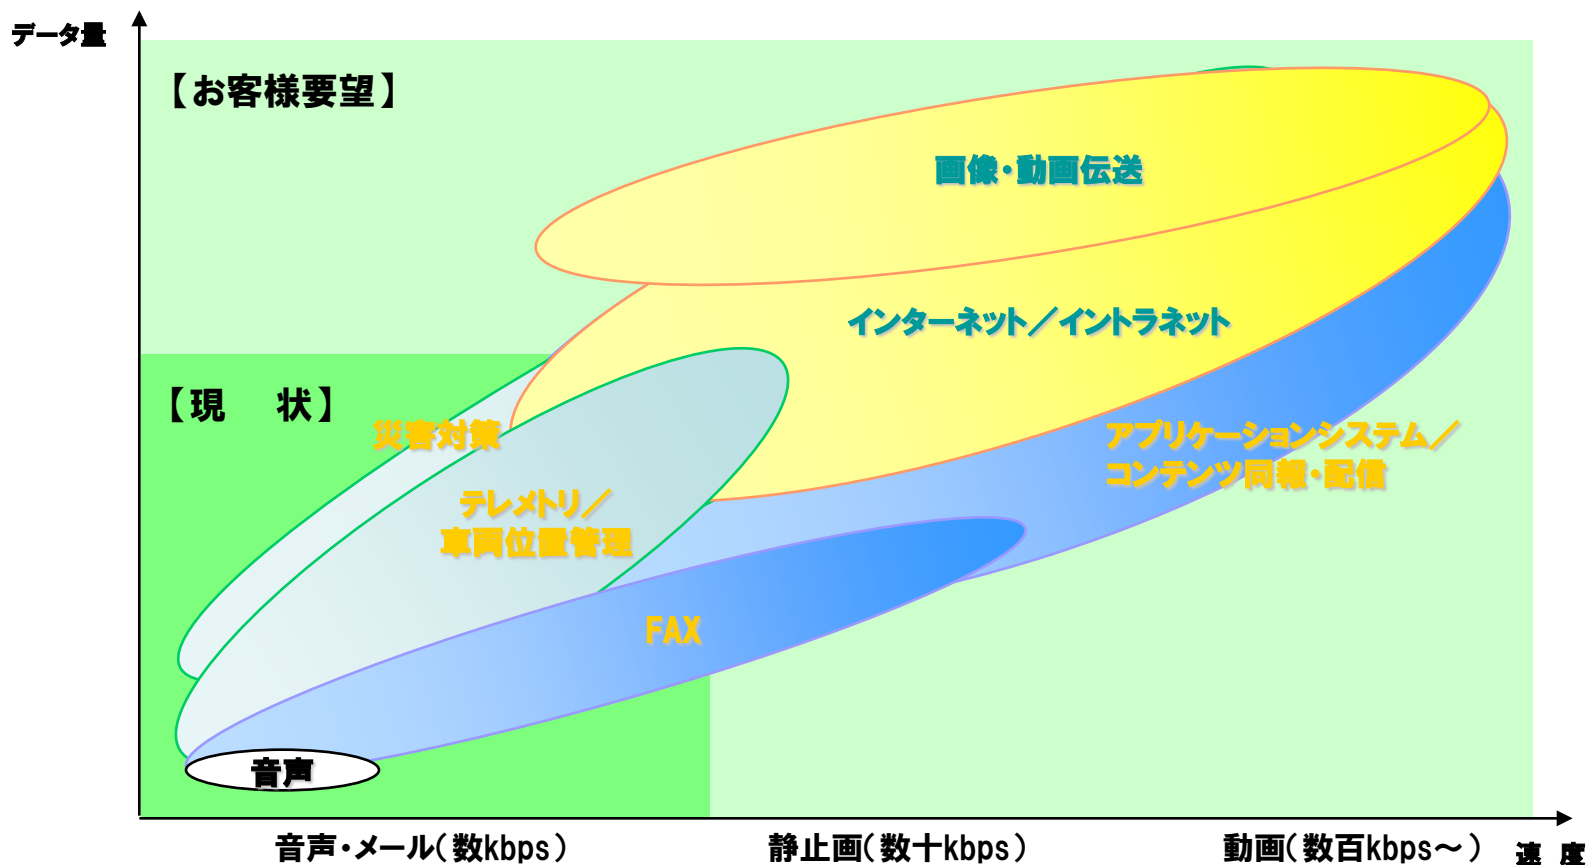 データ量
【お客様要望】
画像・動画伝送
インターネット／イントラネット
【現　状】
災害対策
アプリケーションシステム／
コンテンツ同報・配信
テレメトリ／
車両位置管理
FAX
音声
音声・メール（数kbps）
静止画（数十kbps）
動画（数百kbps～）
速 度